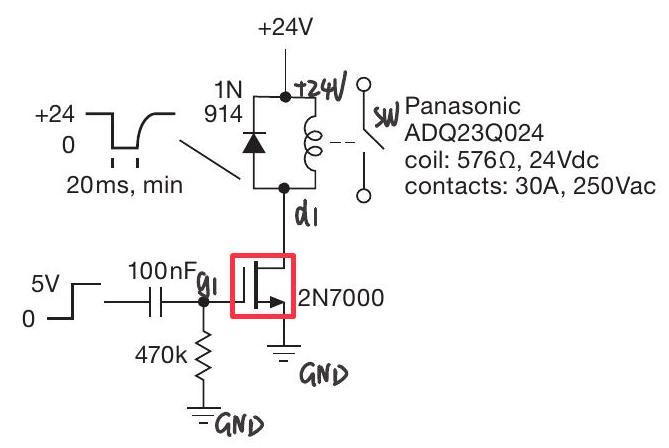 +24V
1N
914
+24V
+24
0
20ms, min
SW
Panasonic
ADQ23Q024
coil: 576Ω, 24Vdc
contacts: 30A, 250Vac
d1
5V
0
100nF
g1
2N7000
470k
GND
GND